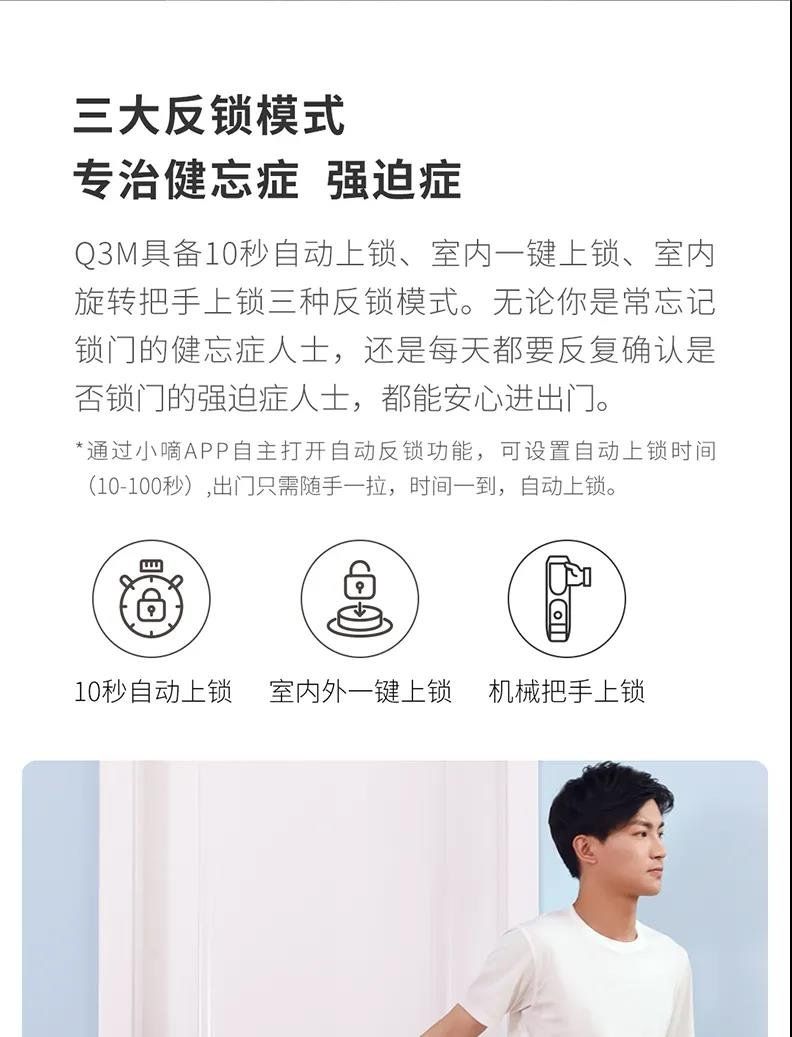 三大反锁模式
专治健忘症 强迫症
Q3M具备10秒自动上锁、室内一键上锁、室内
旋转把手上锁三种反锁模式。无论你是常忘记
锁门的健忘症人士，还是每天都要反复确认是
否锁门的强迫症人士，都能安心进出门。
*通过小嘀APP自主打开自动反锁功能，可设置自动上锁时间
（10-100秒）,出门只需随手一拉，时间一到，自动上锁。
10秒自动上锁 室内外一键上锁 机械把手上锁